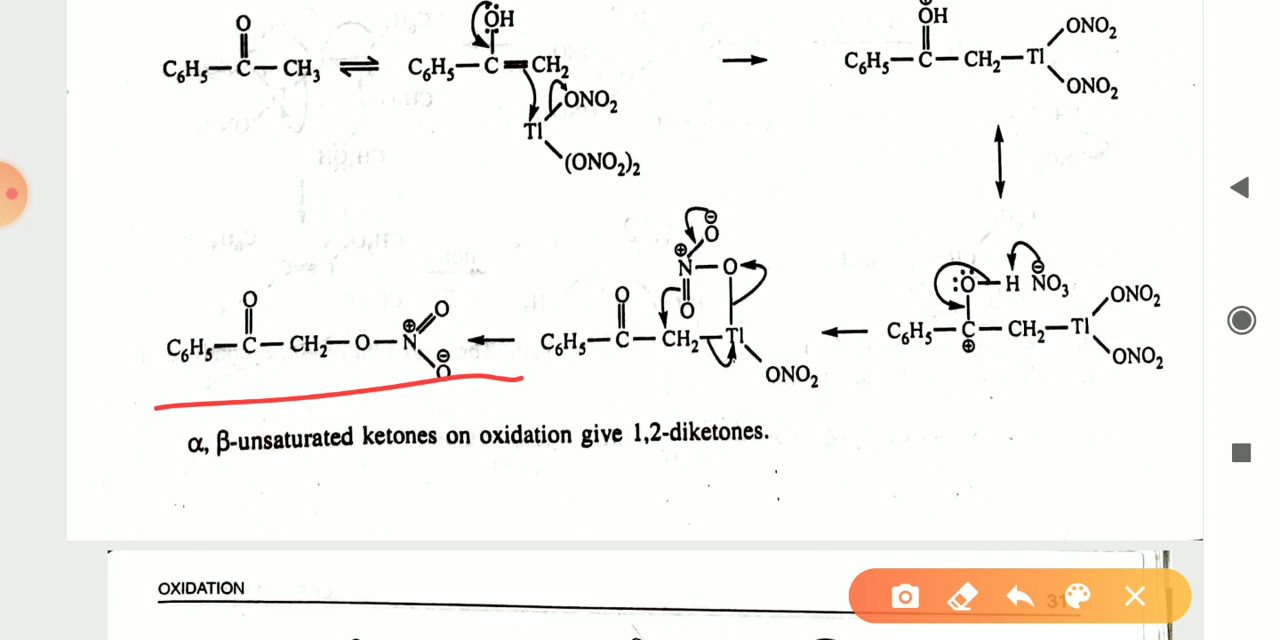 O
C₆H₅—C—CH₃ ⇌ C₆H₅—C=CH₂ → C₆H₅—C—CH₂—Tl
ÖH
ONO₂
Tl
(ONO₂)₂
⊕
OH
ONO₂
ONO₂
C₆H₅—C—CH₂—O—N
O
⊕
O
⊖
O
← C₆H₅—C—CH₂—Tl
O
⊕
N—O
⊖
O
O
ONO₂
← C₆H₅—C—CH₂—Tl
⊕
:Ö—H NO₃
⊖
ONO₂
ONO₂
α, β-unsaturated ketones on oxidation give 1,2-diketones.
OXIDATION